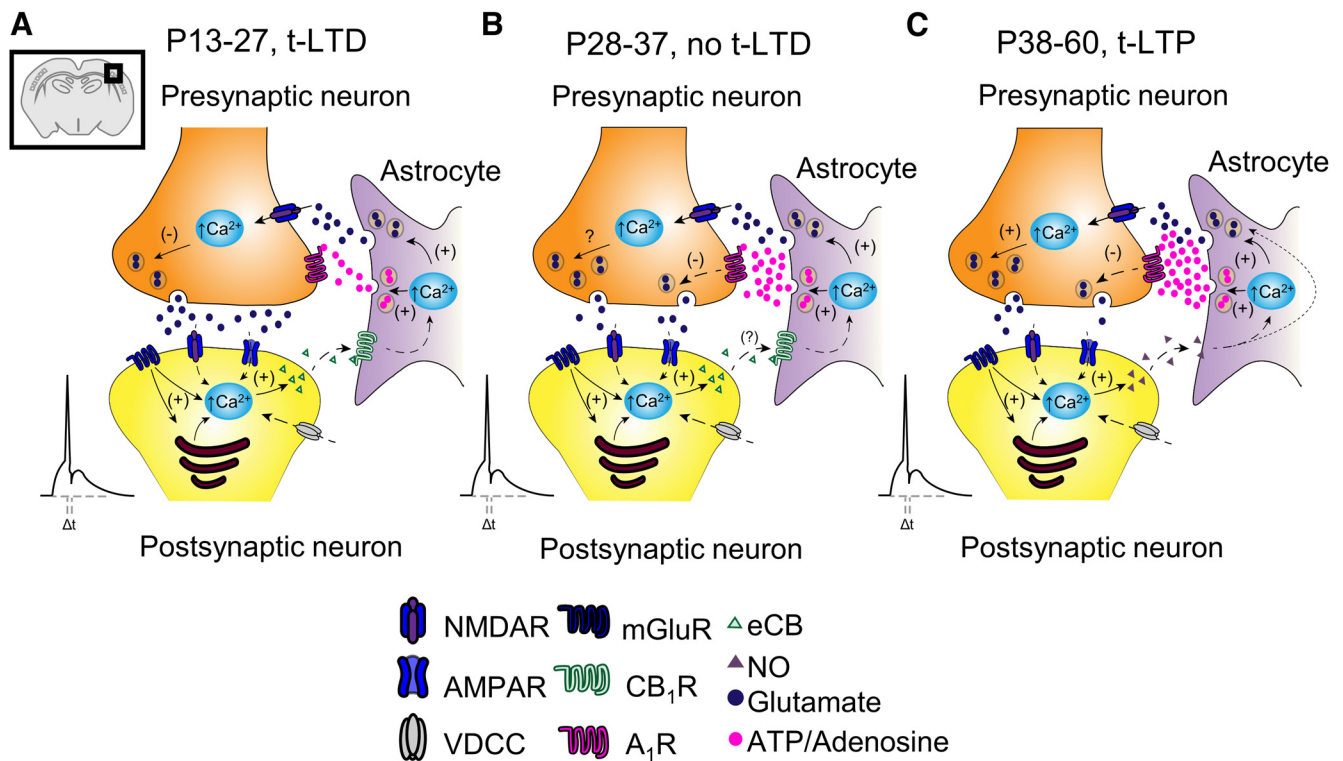 A
P13-27, t-LTD
B
P28-37, no t-LTD
C
P38-60, t-LTP
Presynaptic neuron
Presynaptic neuron
Presynaptic neuron
Astrocyte
Astrocyte
Astrocyte
(-)
↑Ca²⁺
(+)
↑Ca²⁺
(+)
(+)
(+)
↑Ca²⁺
Δt
Postsynaptic neuron
?
↑Ca²⁺
(-)
(+)
↑Ca²⁺
(+)
(?)
(+)
(+)
↑Ca²⁺
Δt
Postsynaptic neuron
(+)
↑Ca²⁺
(-)
(+)
↑Ca²⁺
(+)
(+)
(+)
↑Ca²⁺
Δt
Postsynaptic neuron
NMDAR
mGluR
eCB
NO
AMPAR
CB₁R
Glutamate
VDCC
A₁R
ATP/Adenosine